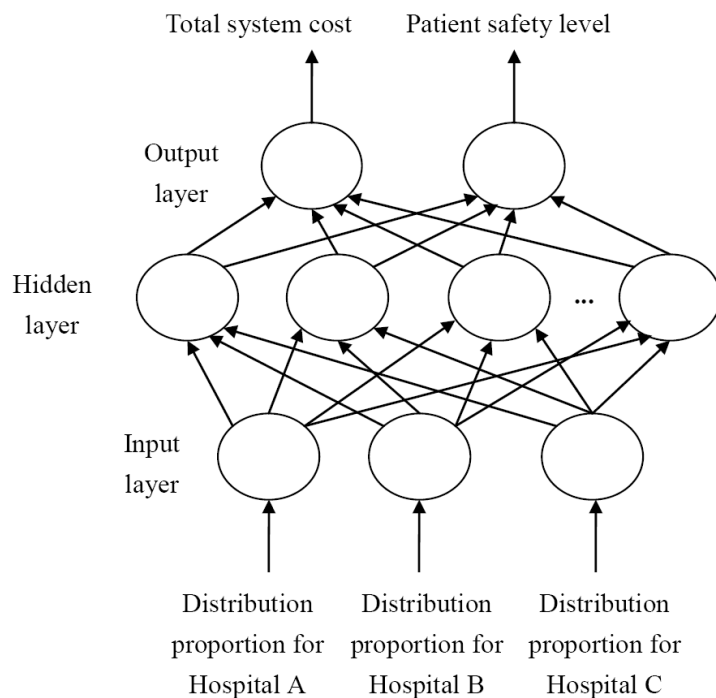 Total system cost
Patient safety level
Output
layer
Hidden
layer
...
Input
layer
Distribution
proportion for
Hospital A
Distribution
proportion for
Hospital B
Distribution
proportion for
Hospital C